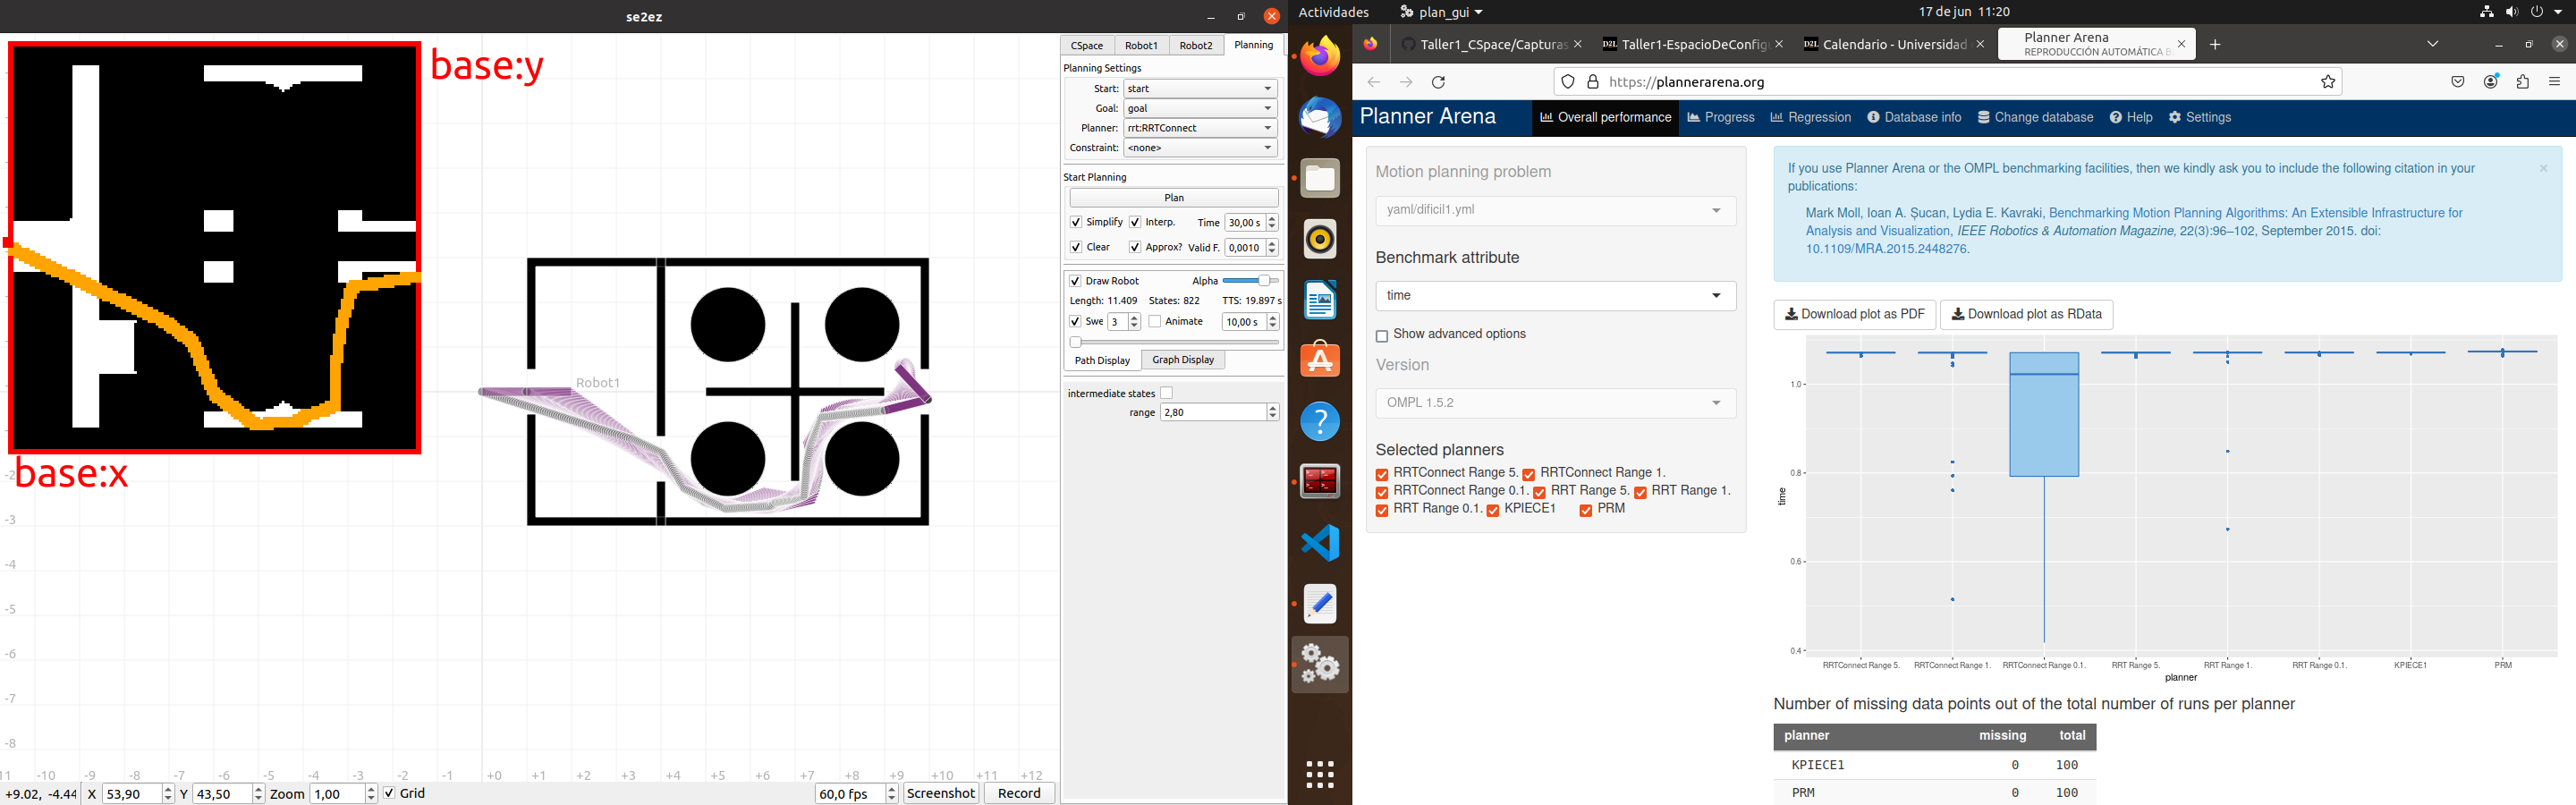 se2ez
base:y
base:x
Robot1
-2
-3
-4
-5
-6
-7
-8
11 -10 -9 -8 -7 -6 -5 -4 -3 -2 -1 +0 +1 +2 +3 +4 +5 +6 +7 +8 +9 +10 +11 +12
+9.02, -4.44 X 53,90 Y 43,50 Zoom 1,00 Grid 60,0 fps Screenshot Record
CSpace Robot1 Robot2 Planning
Planning Settings
Start: start
Goal: goal
Planner: rrt:RRTConnect
Constraint: <none>
Start Planning
Plan
Simplify Interp. Time 30,00 s
Clear Approx? Valid F. 0,0010
Draw Robot Alpha
Length: 11.409 States: 822 TTS: 19.897 s
Swe 3 Animate 10,00 s
Path Display Graph Display
intermediate states
range 2,80
Actividades plan_gui 17 de jun 11:20
Taller1_CSpace/Capturas Taller1-EspacioDeConfigu Calendario - Universidad Planner Arena
REPRODUCCIÓN AUTOMÁTICA B
https://plannerarena.org
Planner Arena Overall performance Progress Regression Database info Change database Help Settings
Motion planning problem
yaml/dificil1.yml
Benchmark attribute
time
Show advanced options
Version
OMPL 1.5.2
Selected planners
RRTConnect Range 5. RRTConnect Range 1.
RRTConnect Range 0.1. RRT Range 5. RRT Range 1.
RRT Range 0.1. KPIECE1 PRM
If you use Planner Arena or the OMPL benchmarking facilities, then we kindly ask you to include the following citation in your
publications:
Mark Moll, Ioan A. Șucan, Lydia E. Kavraki, Benchmarking Motion Planning Algorithms: An Extensible Infrastructure for
Analysis and Visualization, IEEE Robotics & Automation Magazine, 22(3):96–102, September 2015. doi:
10.1109/MRA.2015.2448276.
Download plot as PDF Download plot as RData
1.0
0.8
0.6
0.4
time
RRTConnect Range 5. RRTConnect Range 1. RRTConnect Range 0.1. RRT Range 5. RRT Range 1. RRT Range 0.1. KPIECE1 PRM
planner
Number of missing data points out of the total number of runs per planner
planner missing total
KPIECE1 0 100
PRM 0 100